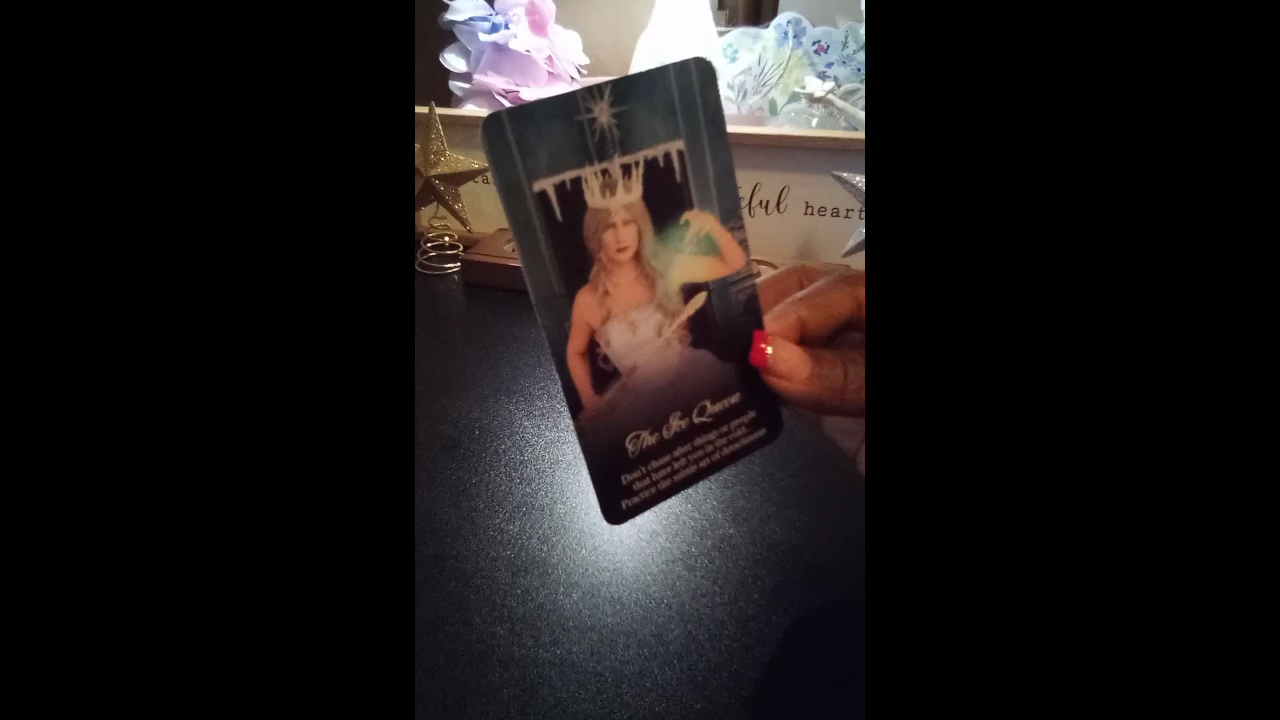 eful heart
The Ice Queen
Don't chase after things or people
that have left you in the cold.
Practice the subtle art of detachment